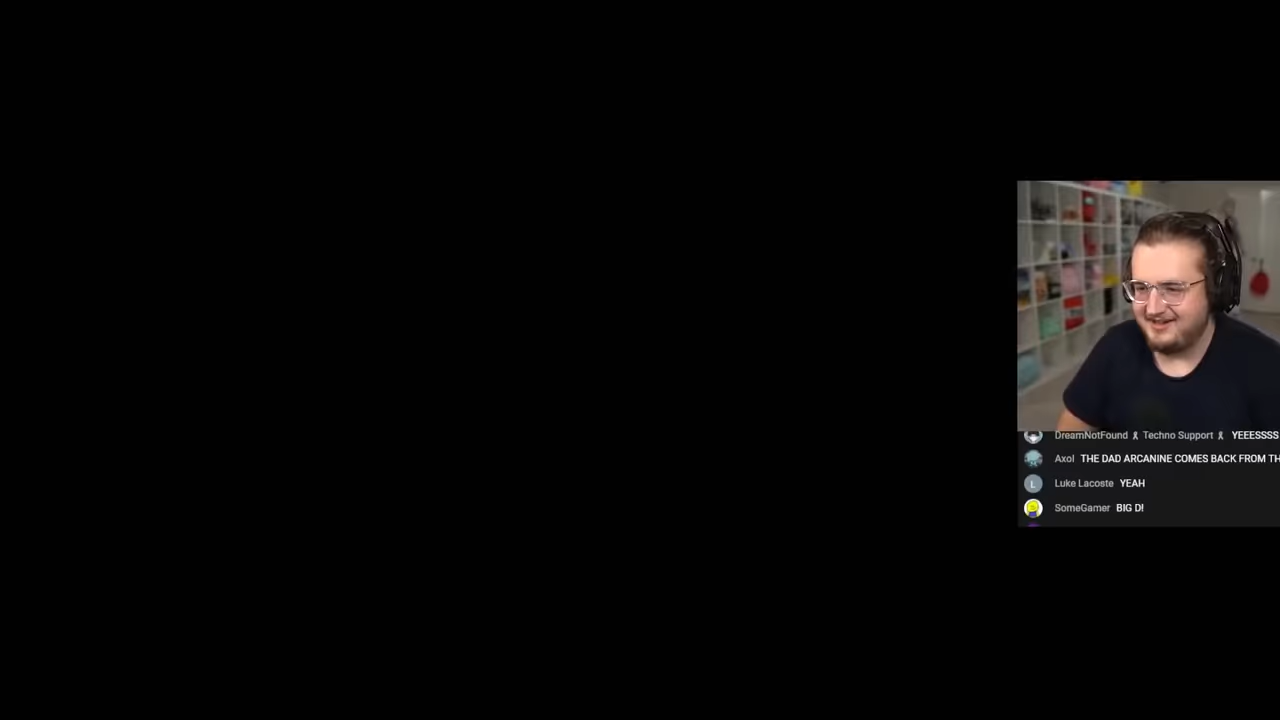 DreamNotFound 🎗 Techno Support 🎗 YEEESSSS
Axol THE DAD ARCANINE COMES BACK FROM TH
L Luke Lacoste YEAH
SomeGamer BIG D!